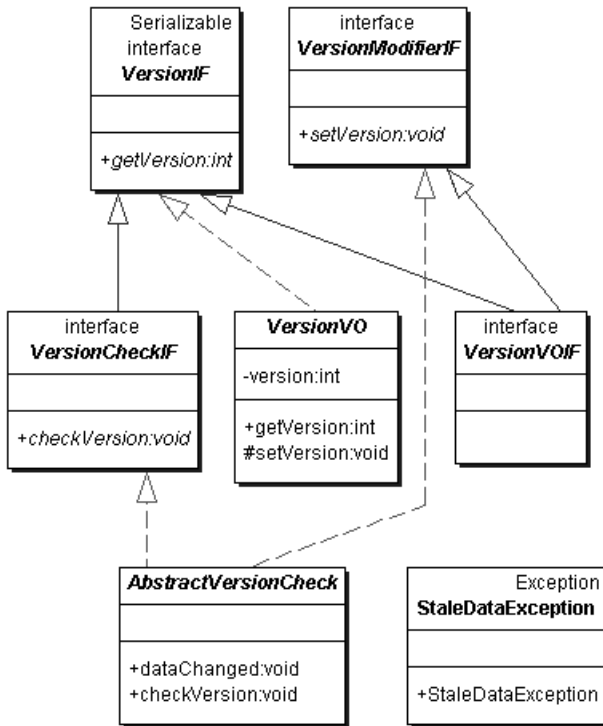 Serializable
interface
VersionIF
+getVersion:int
interface
VersionModifierIF
+setVersion:void
interface
VersionCheckIF
+checkVersion:void
VersionVO
-version:int
+getVersion:int
#setVersion:void
interface
VersionVOIF
AbstractVersionCheck
+dataChanged:void
+checkVersion:void
Exception
StaleDataException
+StaleDataException